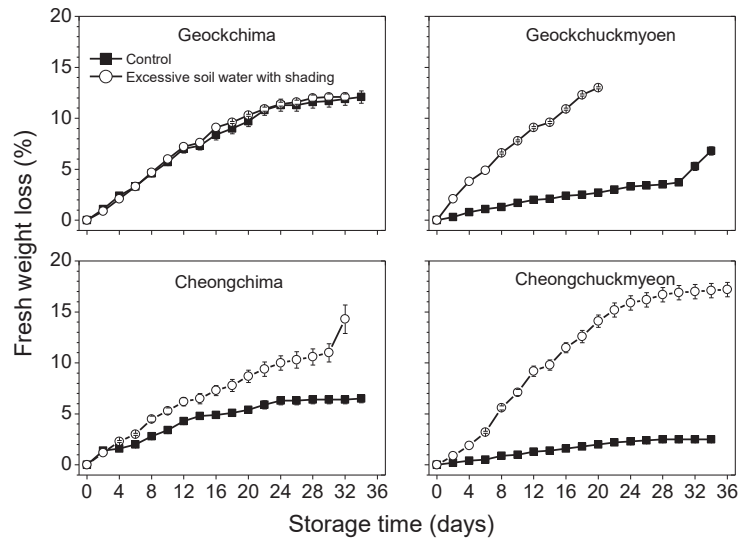 20
15
10
5
0
Geockchima
Control
Excessive soil water with shading
Geockchuckmyoen
Fresh weight loss (%)
20
15
10
5
0
Cheongchima
Cheongchuckmyeon
0 4 8 12 16 20 24 28 32 36
0 4 8 12 16 20 24 28 32 36
Storage time (days)